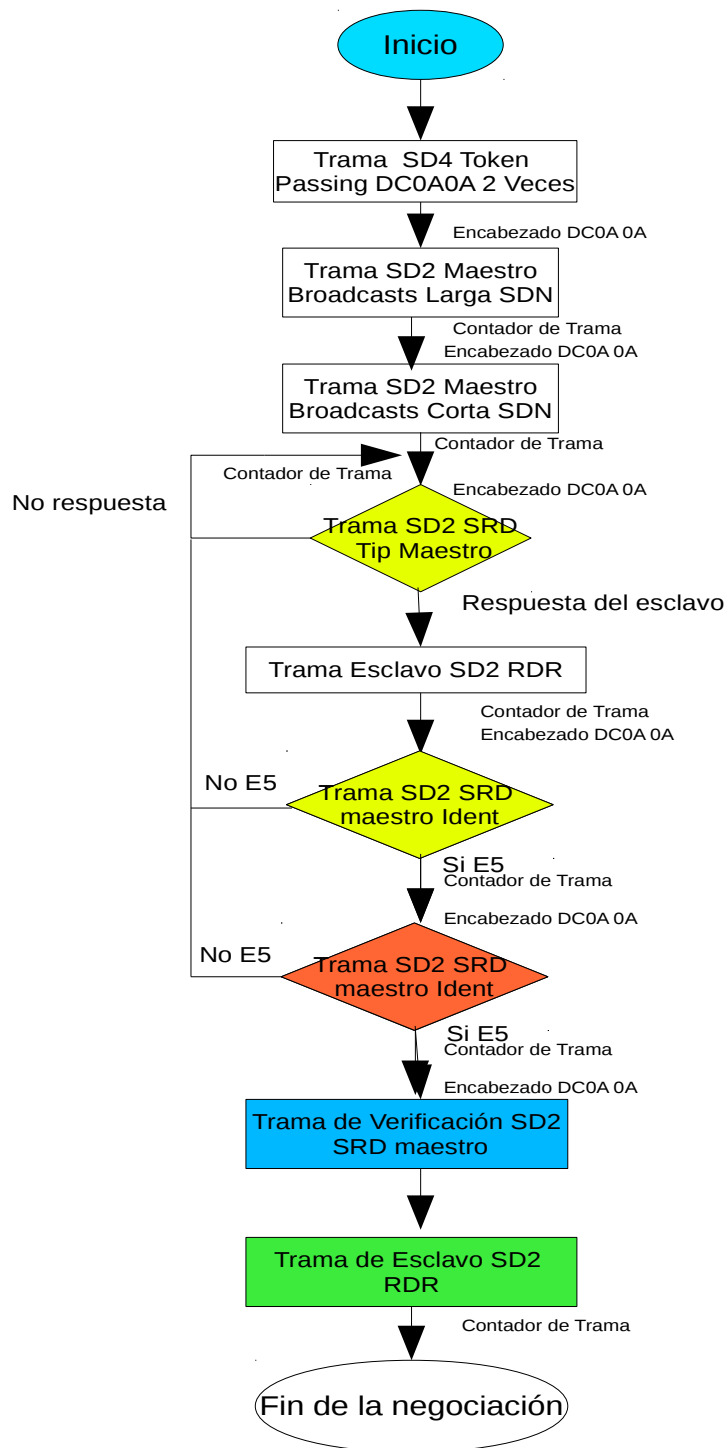 Inicio
Trama SD4 Token
Passing DC0A0A 2 Veces
Encabezado DC0A 0A
Trama SD2 Maestro
Broadcasts Larga SDN
Contador de Trama
Encabezado DC0A 0A
Trama SD2 Maestro
Broadcasts Corta SDN
Contador de Trama
Contador de Trama
No respuesta
Encabezado DC0A 0A
Trama SD2 SRD
Tip Maestro
Respuesta del esclavo
Trama Esclavo SD2 RDR
Contador de Trama
Encabezado DC0A 0A
No E5
Trama SD2 SRD
maestro Ident
Si E5
Contador de Trama
Encabezado DC0A 0A
No E5
Trama SD2 SRD
maestro Ident
Si E5
Contador de Trama
Encabezado DC0A 0A
Trama de Verificación SD2
SRD maestro
Trama de Esclavo SD2
RDR
Contador de Trama
Fin de la negociación